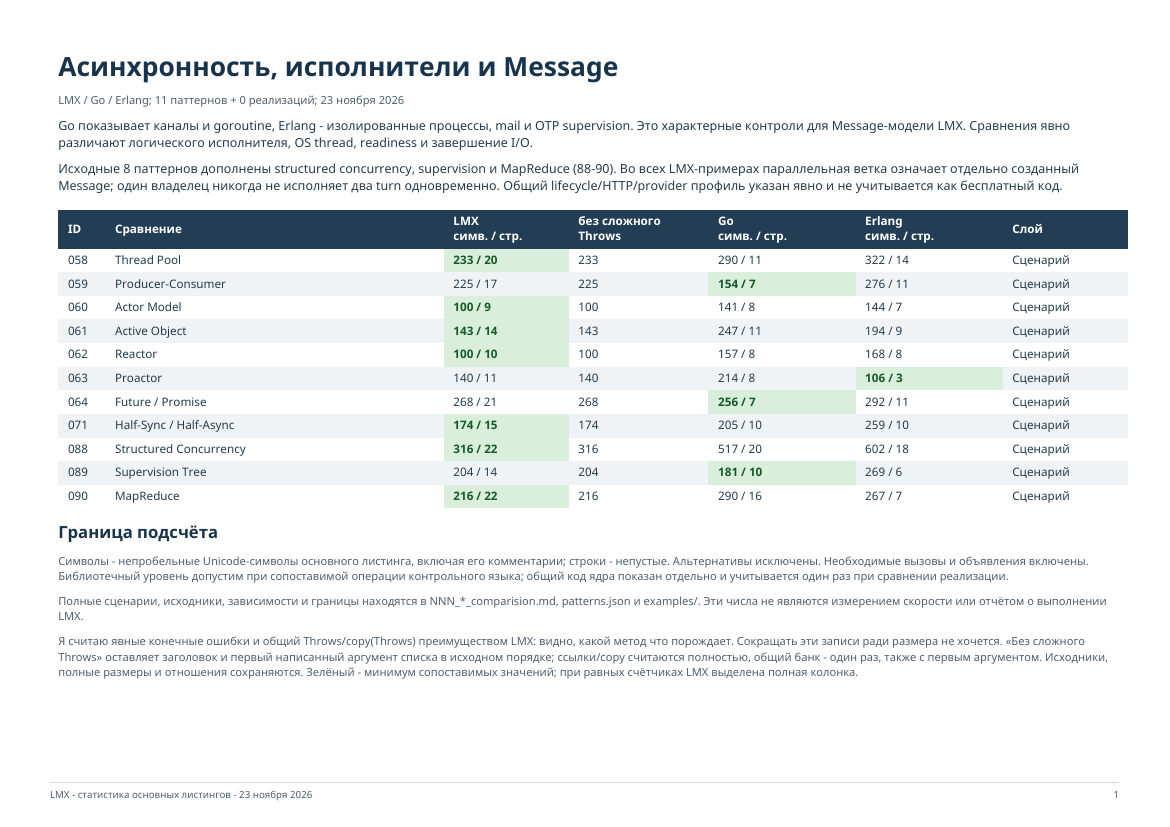 Асинхронность, исполнители и Message
LMX / Go / Erlang; 11 паттернов + 0 реализаций; 23 ноября 2026
Go показывает каналы и goroutine, Erlang - изолированные процессы, mail и OTP supervision. Это характерные контроли для Message-модели LMX. Сравнения явно
различают логического исполнителя, OS thread, readiness и завершение I/O.
Исходные 8 паттернов дополнены structured concurrency, supervision и MapReduce (88-90). Во всех LMX-примерах параллельная ветка означает отдельно созданный
Message; один владелец никогда не исполняет два turn одновременно. Общий lifecycle/HTTP/provider профиль указан явно и не учитывается как бесплатный код.
ID Сравнение LMX симв. / стр. без сложного Throws Go симв. / стр. Erlang симв. / стр. Слой
058 Thread Pool 233 / 20 233 290 / 11 322 / 14 Сценарий
059 Producer-Consumer 225 / 17 225 154 / 7 276 / 11 Сценарий
060 Actor Model 100 / 9 100 141 / 8 144 / 7 Сценарий
061 Active Object 143 / 14 143 247 / 11 194 / 9 Сценарий
062 Reactor 100 / 10 100 157 / 8 168 / 8 Сценарий
063 Proactor 140 / 11 140 214 / 8 106 / 3 Сценарий
064 Future / Promise 268 / 21 268 256 / 7 292 / 11 Сценарий
071 Half-Sync / Half-Async 174 / 15 174 205 / 10 259 / 10 Сценарий
088 Structured Concurrency 316 / 22 316 517 / 20 602 / 18 Сценарий
089 Supervision Tree 204 / 14 204 181 / 10 269 / 6 Сценарий
090 MapReduce 216 / 22 216 290 / 16 267 / 7 Сценарий
Граница подсчёта
Символы - непробельные Unicode-символы основного листинга, включая его комментарии; строки - непустые. Альтернативы исключены. Необходимые вызовы и объявления включены.
Библиотечный уровень допустим при сопоставимой операции контрольного языка; общий код ядра показан отдельно и учитывается один раз при сравнении реализации.
Полные сценарии, исходники, зависимости и границы находятся в NNN_*_comparision.md, patterns.json и examples/. Эти числа не являются измерением скорости или отчётом о выполнении
LMX.
Я считаю явные конечные ошибки и общий Throws/copy(Throws) преимуществом LMX: видно, какой метод что порождает. Сокращать эти записи ради размера не хочется. «Без сложного
Throws» оставляет заголовок и первый написанный аргумент списка в исходном порядке; ссылки/copy считаются полностью, общий банк - один раз, также с первым аргументом. Исходники,
полные размеры и отношения сохраняются. Зелёный - минимум сопоставимых значений; при равных счётчиках LMX выделена полная колонка.
LMX - статистика основных листингов - 23 ноября 2026 1